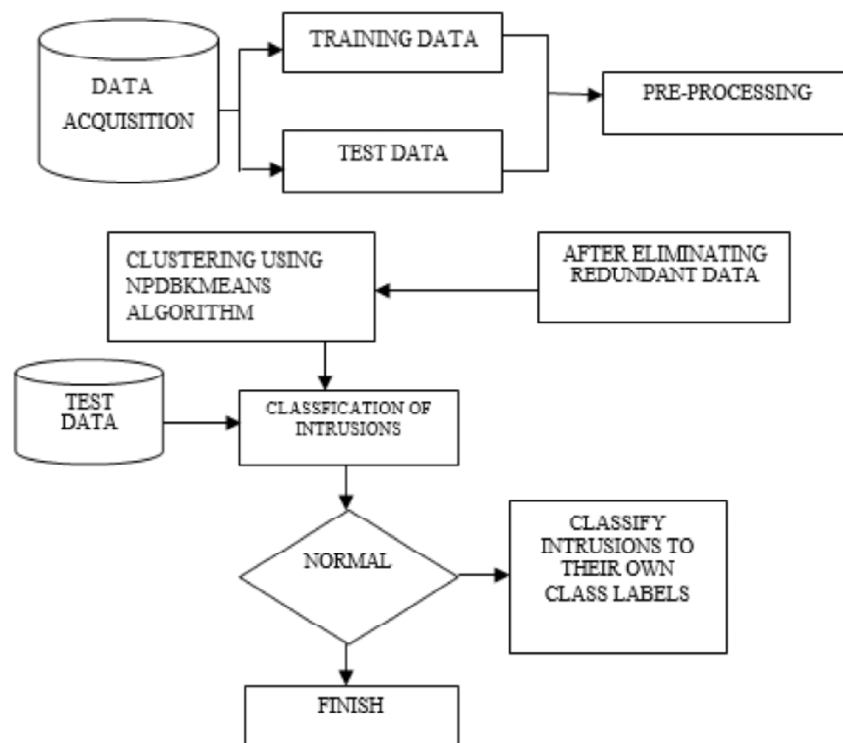 TRAINING DATA
DATA
ACQUISITION
PRE-PROCESSING
TEST DATA
CLUSTERING USING
NPDBKMEANS
ALGORITHM
AFTER ELIMINATING
REDUNDANT DATA
TEST
DATA
CLASSFICATION OF
INTRUSIONS
NORMAL
CLASSIFY
INTRUSIONS TO
THEIR OWN
CLASS LABELS
FINISH